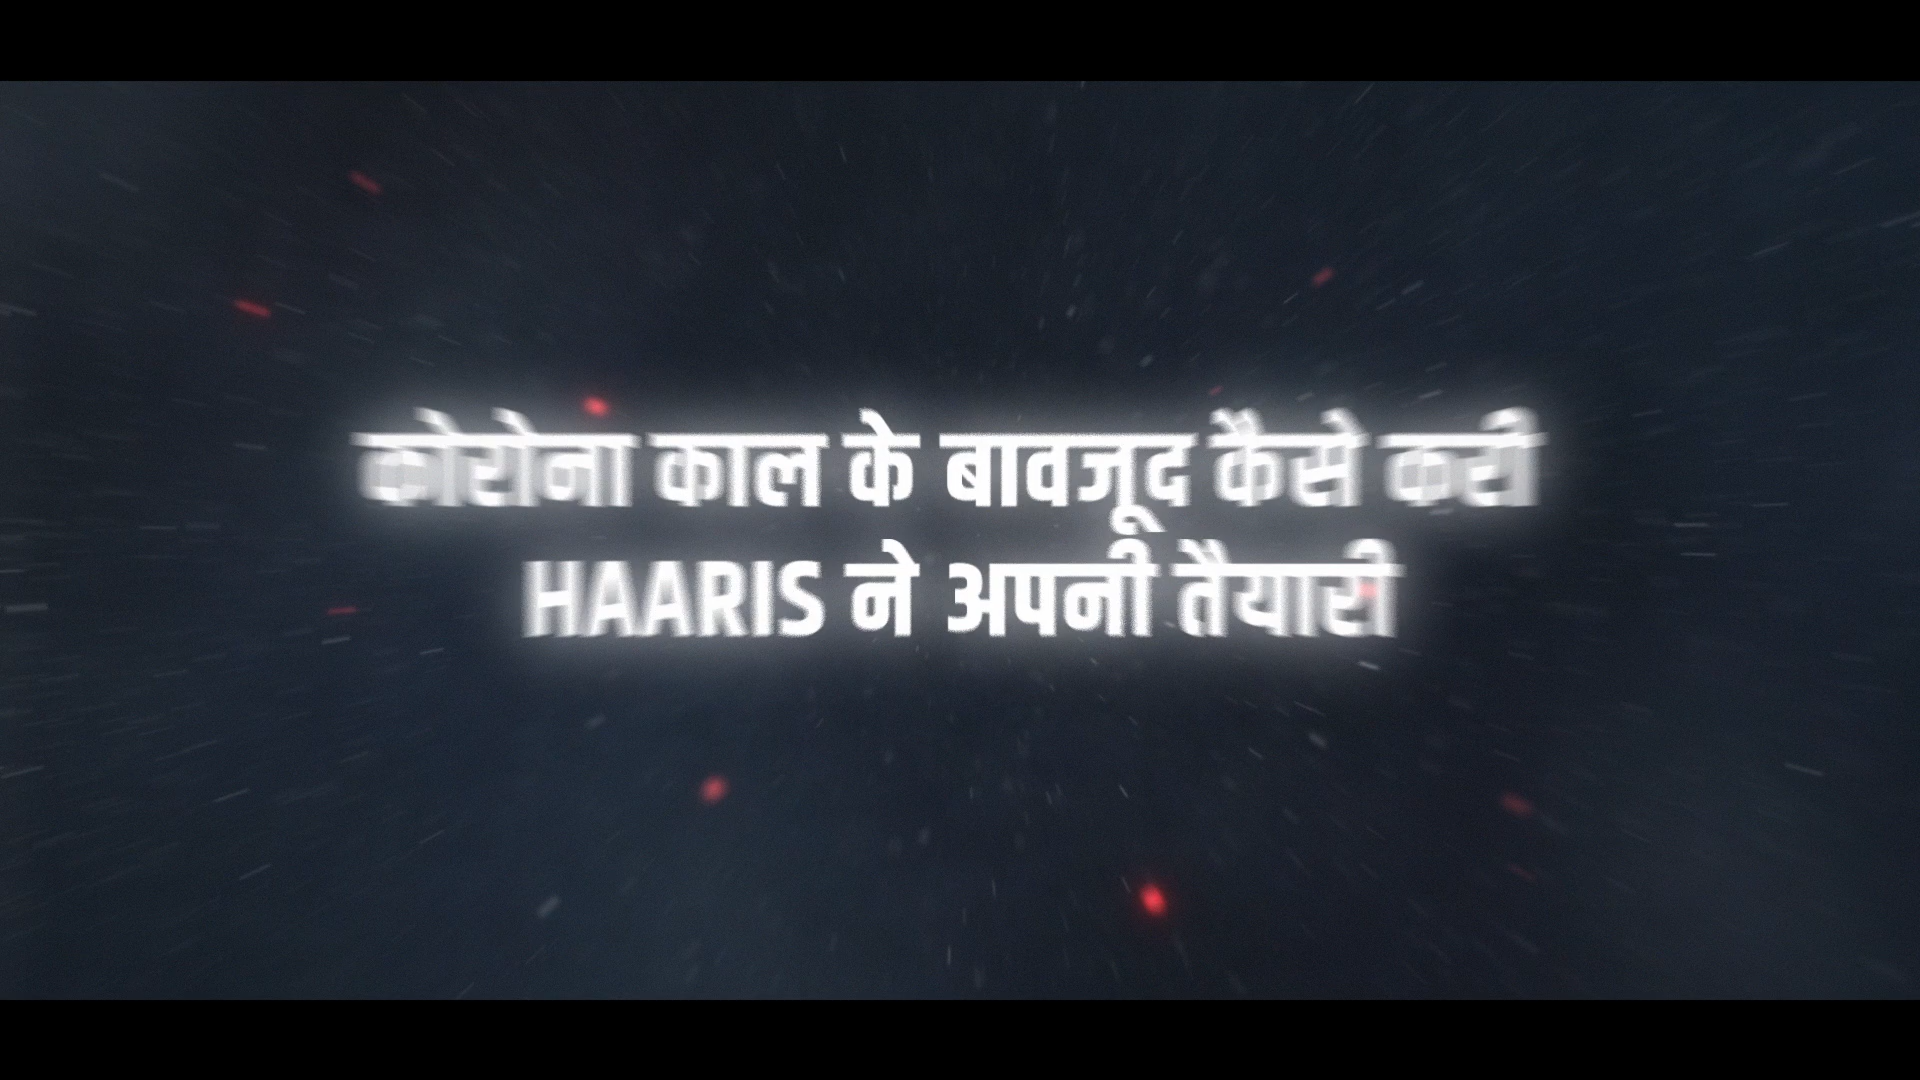 कोरोना काल के बावजूद कैसे करी
HAARIS ने अपनी तैयारी